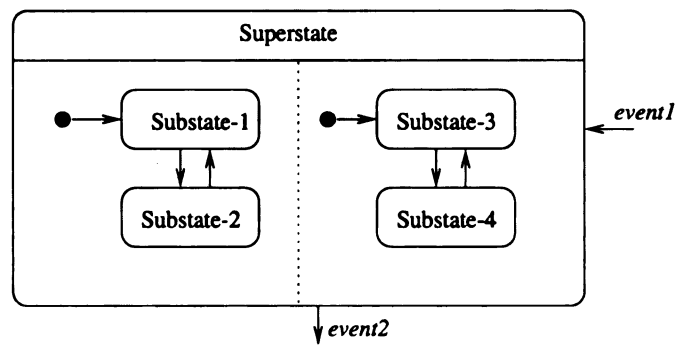 Superstate
Substate-1
Substate-3
event1
Substate-2
Substate-4
event2